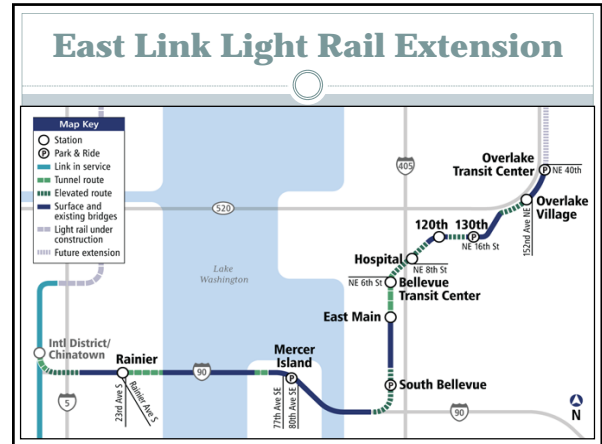 East Link Light Rail Extension
Map Key
Station
P Park & Ride
Link in service
Tunnel route
Elevated route
Surface and
existing bridges
Light rail under
construction
Future extension
405
520
Overlake
Transit Center
P
NE 40th
Overlake
Village
152nd Ave NE
120th
130th
P
NE 16th St
Hospital
NE 8th St
NE 6th St
Bellevue
Transit Center
Lake
Washington
East Main
Intl District/
Chinatown
Rainier
23rd Ave S
Rainier Ave S
90
Mercer
Island
P
77th Ave SE
80th Ave SE
P
South Bellevue
5
90
N